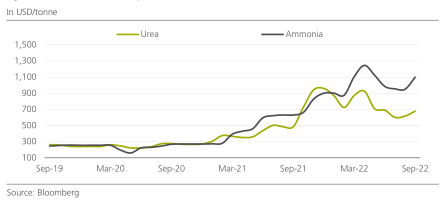 In USD/tonne
Urea
Ammonia
1,500
1,300
1,100
900
700
500
300
100
Sep-19
Mar-20
Sep-20
Mar-21
Sep-21
Mar-22
Sep-22
Source: Bloomberg